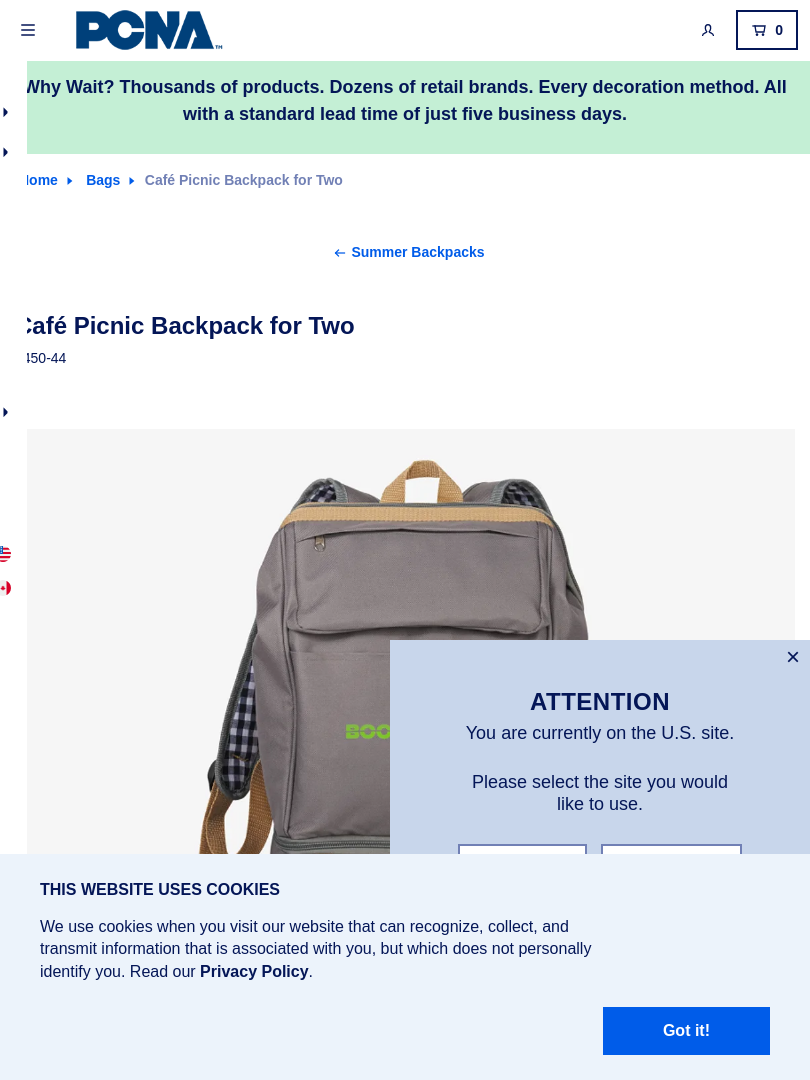 PCNA™
0
Why Wait? Thousands of products. Dozens of retail brands. Every decoration method. All
with a standard lead time of just five business days.
Home Bags Café Picnic Backpack for Two
Summer Backpacks
Café Picnic Backpack for Two
450-44
BOO
ATTENTION
You are currently on the U.S. site.
Please select the site you would
like to use.
THIS WEBSITE USES COOKIES
We use cookies when you visit our website that can recognize, collect, and
transmit information that is associated with you, but which does not personally
identify you. Read our Privacy Policy.
Got it!